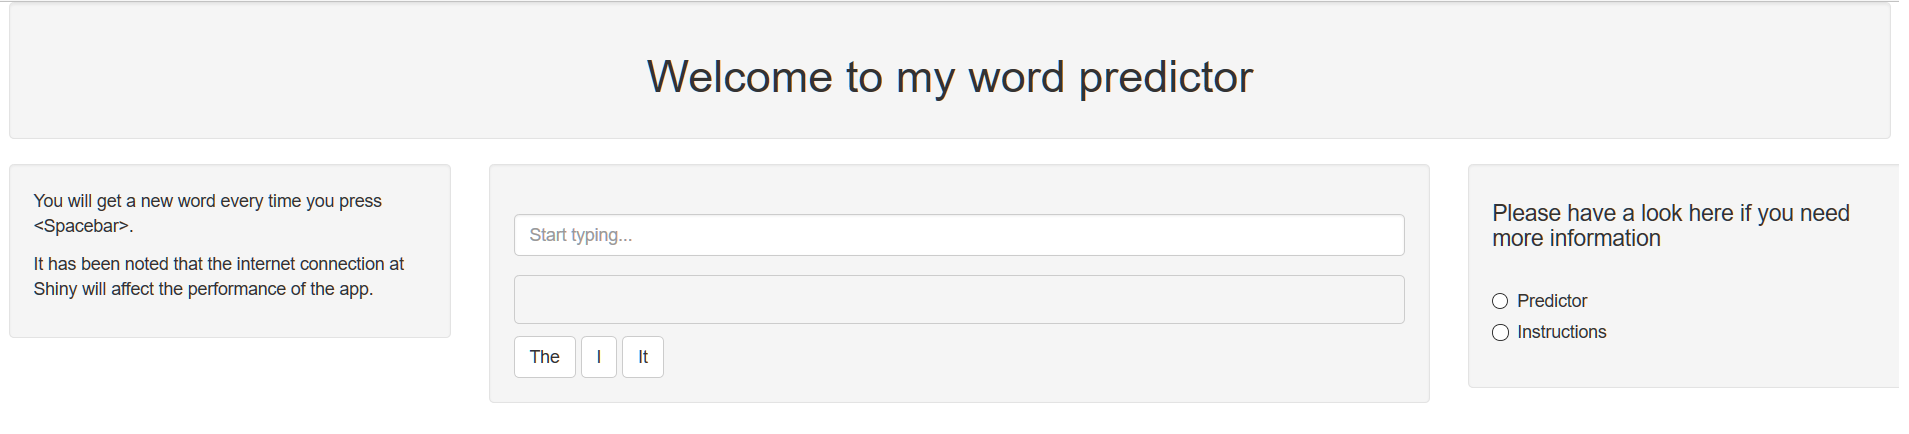 Welcome to my word predictor
You will get a new word every time you press
<Spacebar>.
It has been noted that the internet connection at
Shiny will affect the performance of the app.
Start typing...
The
I
It
Please have a look here if you need
more information
Predictor
Instructions